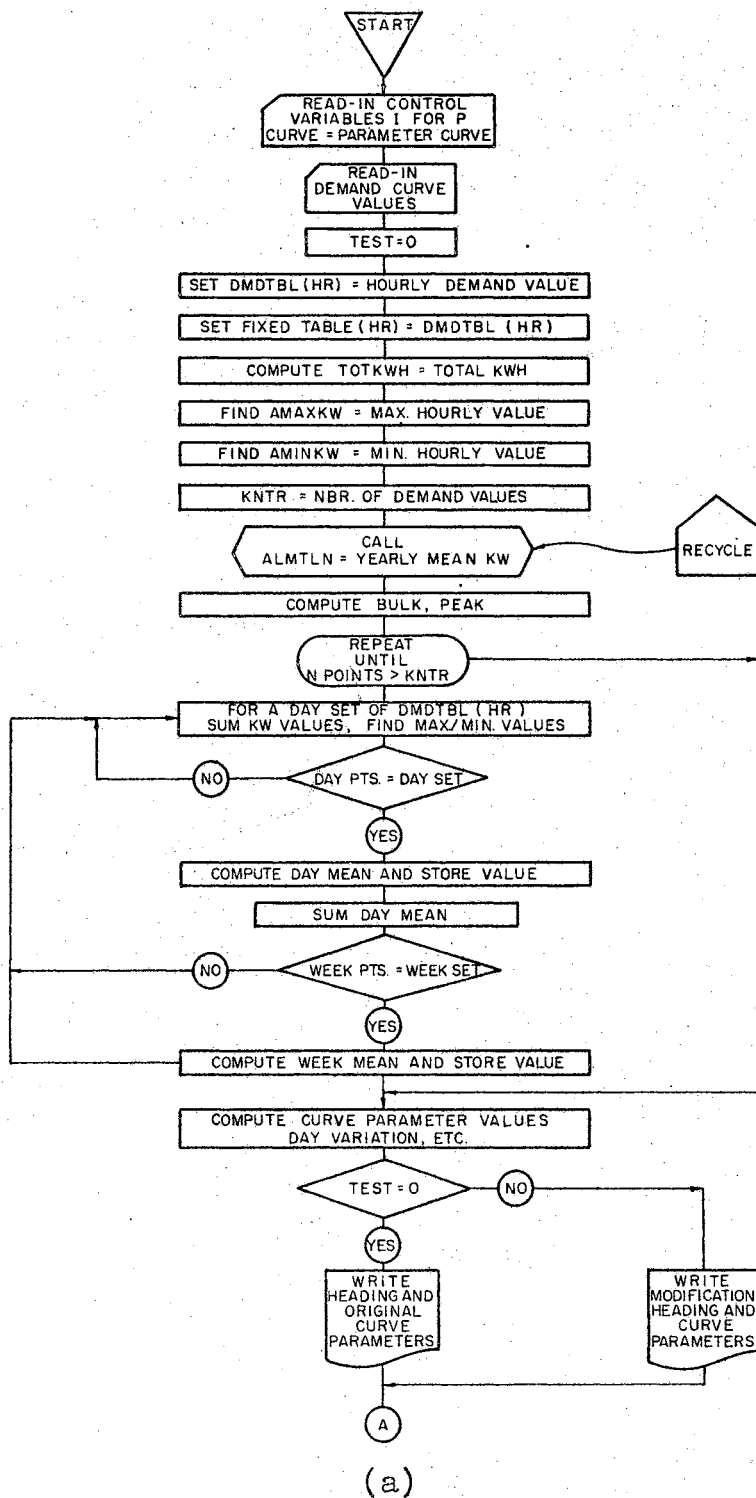 START
READ-IN CONTROL
VARIABLES I FOR P
CURVE = PARAMETER CURVE
READ-IN
DEMAND CURVE
VALUES
TEST=0
SET DMDTBL(HR) = HOURLY DEMAND VALUE
SET FIXED TABLE(HR) = DMDTBL (HR)
COMPUTE TOTKWH = TOTAL KWH
FIND AMAXKW = MAX. HOURLY VALUE
FIND AMINKW = MIN. HOURLY VALUE
KNTR = NBR. OF DEMAND VALUES
CALL
ALMTLN = YEARLY MEAN KW
RECYCLE
COMPUTE BULK, PEAK
REPEAT
UNTIL
N POINTS > KNTR
FOR A DAY SET OF DMDTBL(HR)
SUM KW VALUES, FIND MAX/MIN. VALUES
NO
DAY PTS. = DAY SET
YES
COMPUTE DAY MEAN AND STORE VALUE
SUM DAY MEAN
NO
WEEK PTS. = WEEK SET
YES
COMPUTE WEEK MEAN AND STORE VALUE
COMPUTE CURVE PARAMETER VALUES
DAY VARIATION, ETC.
TEST=0
NO
YES
WRITE
HEADING AND
ORIGINAL
CURVE
PARAMETERS
WRITE
MODIFICATION
HEADING AND
CURVE
PARAMETERS
A
(a)